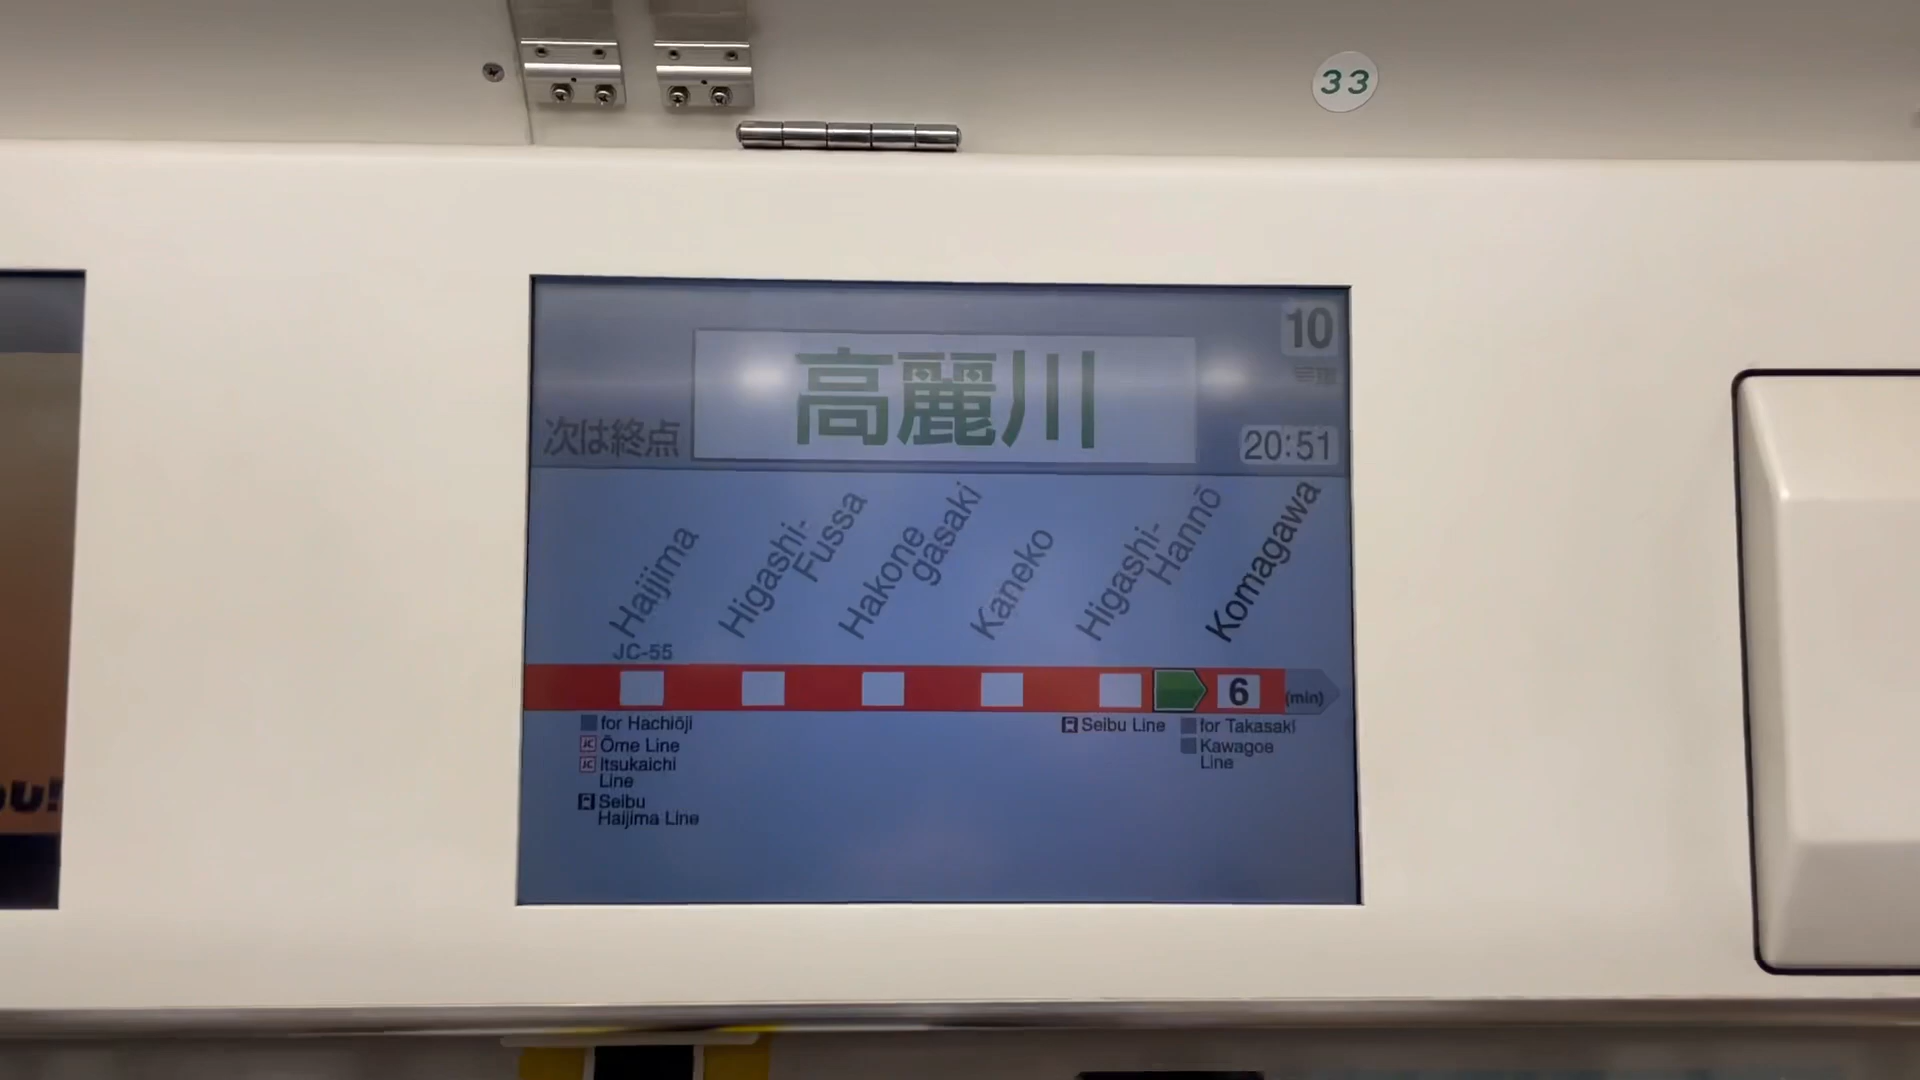 33
10
号車
高麗川
次は終点
20:51
Haijima
Higashi-
Fussa
Hakone
gasaki
Kaneko
Higashi-
Hannō
Komagawa
JC-55
6
(min)
for Hachiōji
JC Ōme Line
JC Itsukaichi
Line
Seibu
Haijima Line
Seibu Line
for Takasaki
Kawagoe
Line